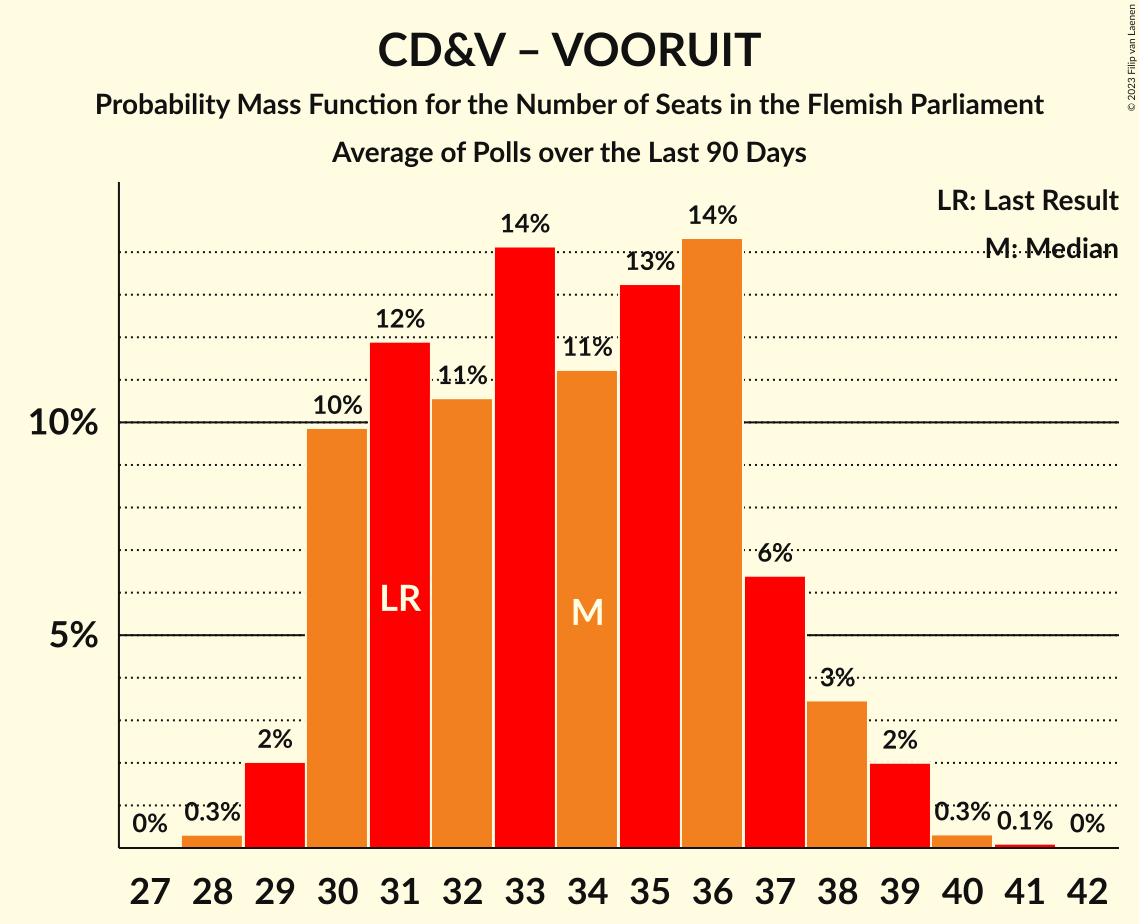 CD&V – VOORUIT
Probability Mass Function for the Number of Seats in the Flemish Parliament
Average of Polls over the Last 90 Days
© 2023 Filip van Laenen
LR: Last Result
M: Median
10%
5%
0%
0.3%
2%
10%
12%
11%
14%
11%
13%
14%
6%
3%
2%
0.3%
0.1%
0%
LR
M
27 28 29 30 31 32 33 34 35 36 37 38 39 40 41 42